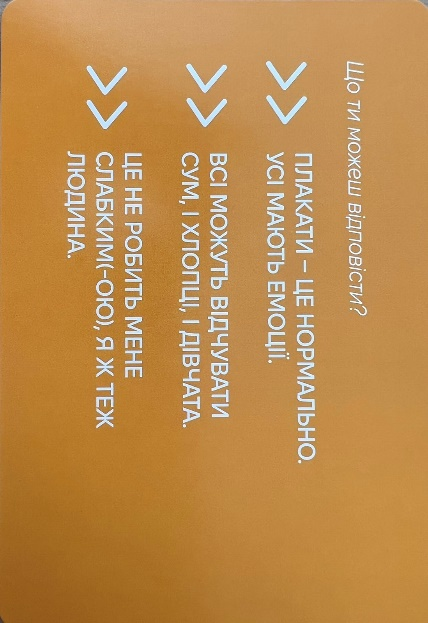 Що ти можеш відповісти?
ПЛАКАТИ – ЦЕ НОРМАЛЬНО.
УСІ МАЮТЬ ЕМОЦІЇ.
ВСІ МОЖУТЬ ВІДЧУВАТИ
СУМ, І ХЛОПЦІ, І ДІВЧАТА.
ЦЕ НЕ РОБИТЬ МЕНЕ
СЛАБКИМ(-ОЮ), Я Ж ТЕЖ
ЛЮДИНА.